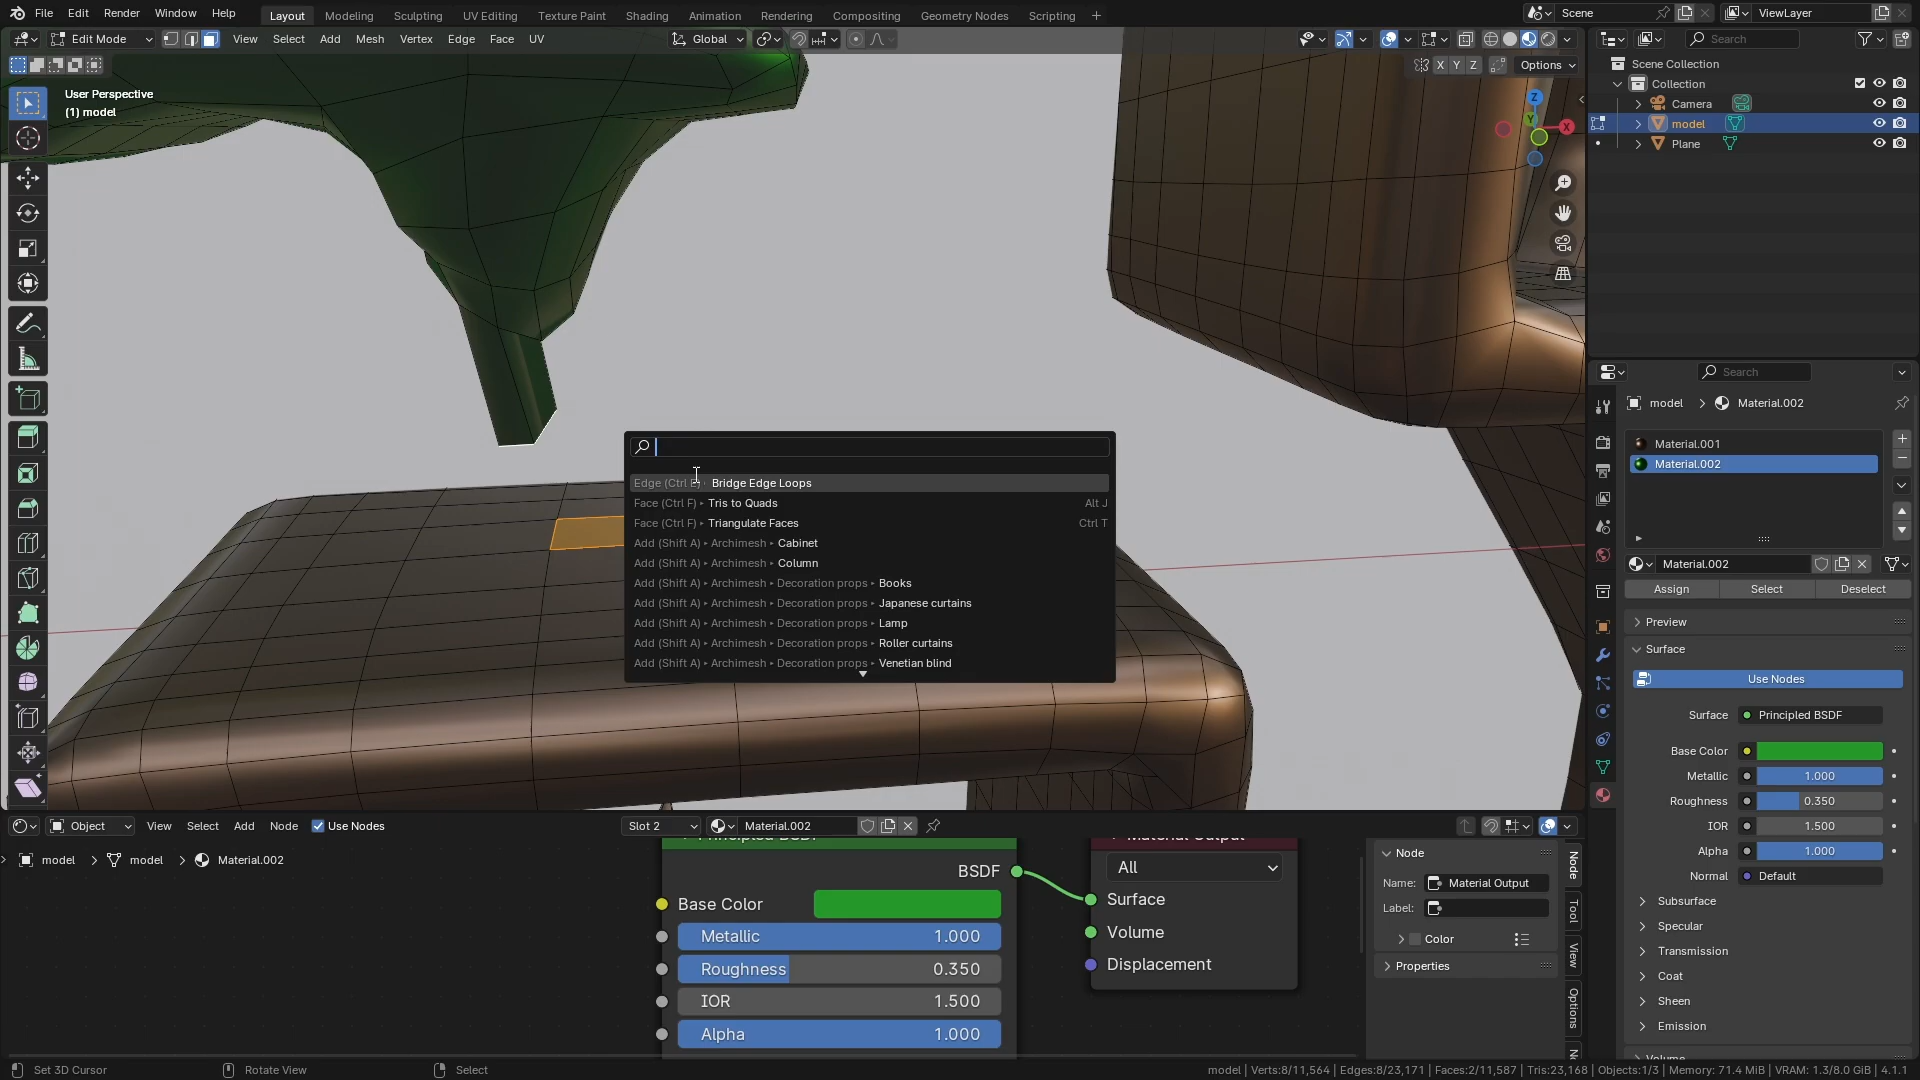 File Edit Render Window Help Layout Modeling Sculpting UV Editing Texture Paint Shading Animation Rendering Compositing Geometry Nodes Scripting + Scene ViewLayer
Edit Mode View Select Add Mesh Vertex Edge Face UV Global Search
X Y Z Options
User Perspective
(1) model
Z
Y
X
Scene Collection
Collection
Camera
model
Plane
Search
model > Material.002
Material.001
Material.002
Material.002
Assign Select Deselect
Preview
Surface
Use Nodes
Surface Principled BSDF
Base Color
Metallic 1.000
Roughness 0.350
IOR 1.500
Alpha 1.000
Normal Default
Subsurface
Specular
Transmission
Coat
Sheen
Emission
Volume
Edge (Ctrl E) ▸ Bridge Edge Loops
Face (Ctrl F) ▸ Tris to Quads Alt J
Face (Ctrl F) ▸ Triangulate Faces Ctrl T
Add (Shift A) ▸ Archimesh ▸ Cabinet
Add (Shift A) ▸ Archimesh ▸ Column
Add (Shift A) ▸ Archimesh ▸ Decoration props ▸ Books
Add (Shift A) ▸ Archimesh ▸ Decoration props ▸ Japanese curtains
Add (Shift A) ▸ Archimesh ▸ Decoration props ▸ Lamp
Add (Shift A) ▸ Archimesh ▸ Decoration props ▸ Roller curtains
Add (Shift A) ▸ Archimesh ▸ Decoration props ▸ Venetian blind
Object View Select Add Node Use Nodes Slot 2 Material.002
model > model > Material.002
Principled BSDF
BSDF
Base Color
Metallic 1.000
Roughness 0.350
IOR 1.500
Alpha 1.000
Material Output
All
Surface
Volume
Displacement
Node
Name: Material Output
Label:
Color
Properties
Node
Tool
View
Options
Set 3D Cursor Rotate View Select model | Verts:8/11,564 | Edges:8/23,171 | Faces:2/11,587 | Tris:23,168 | Objects:1/3 | Memory: 71.4 MiB | VRAM: 1.3/8.0 GiB | 4.1.1